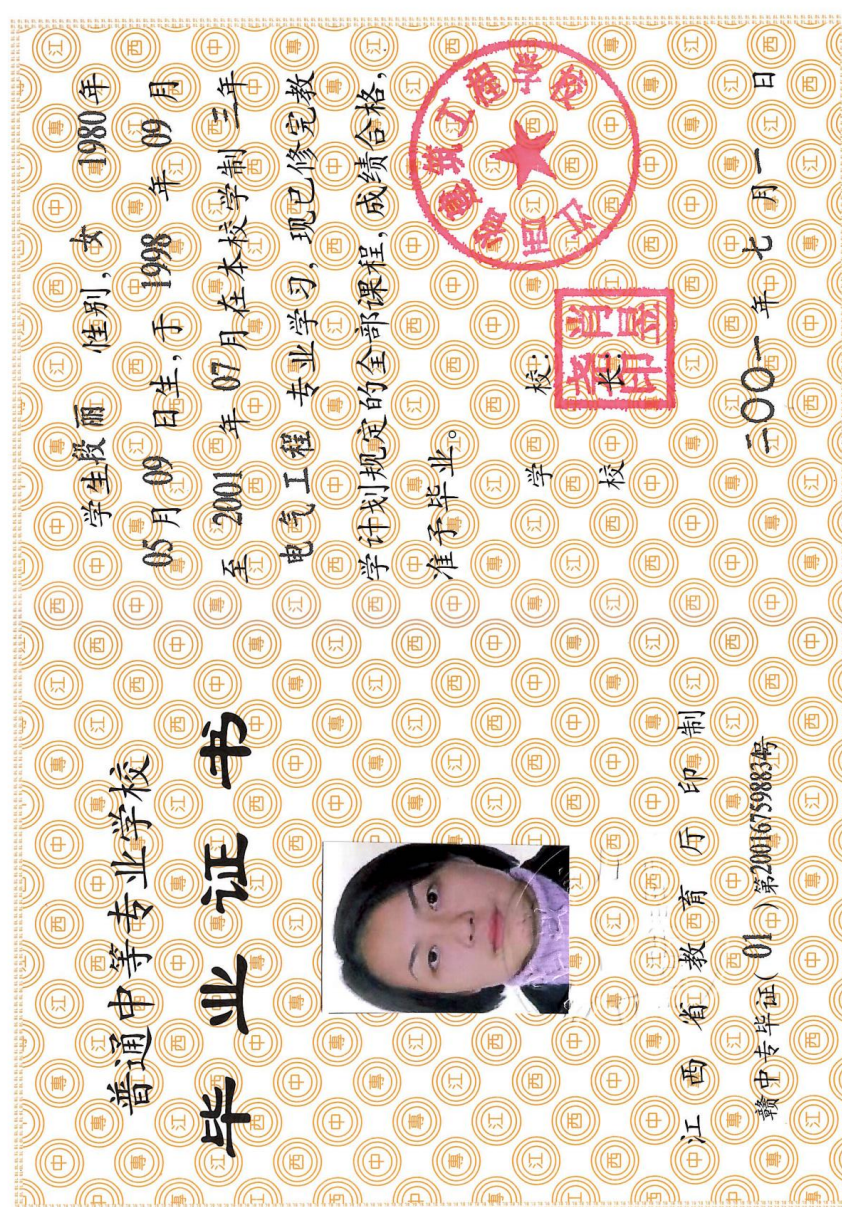 普通中等专业学校
毕业证书
江西省教育厅印制
赣中专毕证(01)第2001675988­34号
学生段丽 性别,女 1980年
05月09日生,于 1998 年 09 月
至 2001 年 07月在本校学制 三年
电气工程 专业学习,现已修完教
学计划规定的全部课程,成绩合格,
准予毕业。
学 校:
校 长:
二00一年七月一日